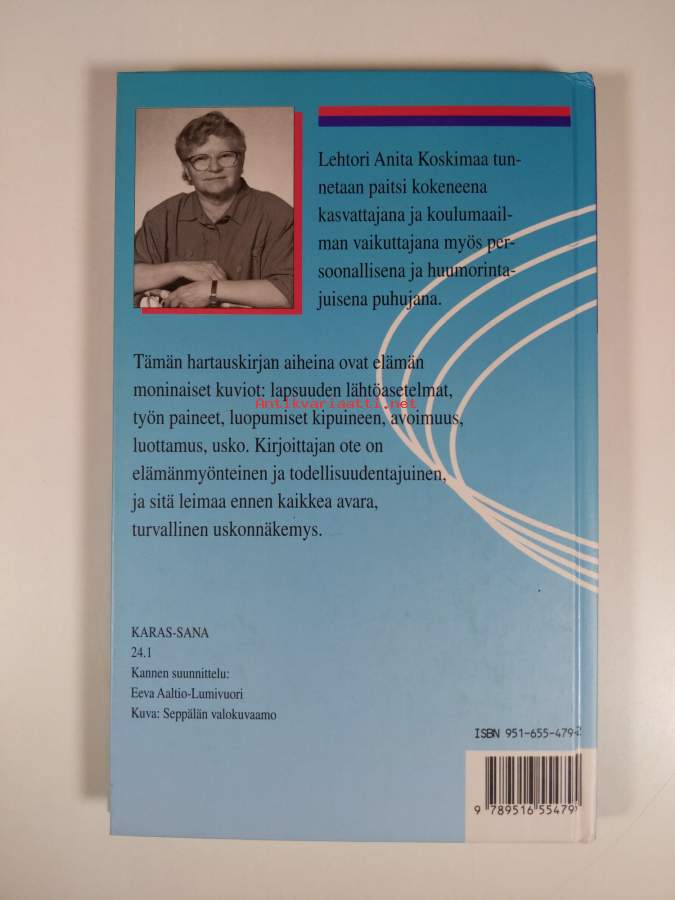 Lehtori Anita Koskimaa tun-
netaan paitsi kokeneena
kasvattajana ja koulumaail-
man vaikuttajana myös per-
soonallisena ja huumorinta-
juisena puhujana.
Tämän hartauskirjan aiheina ovat elämän
moninaiset kuviot: lapsuuden lähtöasetelmat,
Antikvariaatti.net
työn paineet, luopumiset kipuineen, avoimuus,
luottamus, usko. Kirjoittajan ote on
elämänmyönteinen ja todellisuudentajuinen,
ja sitä leimaa ennen kaikkea avara,
turvallinen uskonnäkemys.
KARAS-SANA
24.1
Kannen suunnittelu:
Eeva Aaltio-Lumivuori
Kuva: Seppälän valokuvaamo
ISBN 951-655-479-2
9 789516 55479